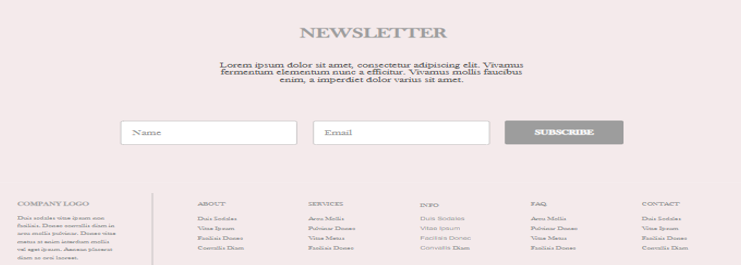 NEWSLETTER
Lorem ipsum dolor sit amet, consectetur adipiscing elit. Vivamus
fermentum elementum nunc a efficitur. Vivamus mollis faucibus
enim, a imperdiet dolor varius sit amet.
Name
Email
SUBSCRIBE
COMPANY LOGO
Duis sodales vitae ipsum non
facilisis. Donec convallis diam in
arcu mollis pulvinar. Donec vitae
metus ut enim interdum mollis
vel eget ipsum. Aenean placerat
diam ac orci laoreet.
ABOUT
Duis Sodales
Vitae Ipsum
Facilisis Donec
Convallis Diam
SERVICES
Arcu Mollis
Pulvinar Donec
Vitae Metus
Facilisis Donec
INFO
Duis Sodales
Vitae Ipsum
Facilisis Donec
Convallis Diam
FAQ
Arcu Mollis
Pulvinar Donec
Vitae Metus
Facilisis Donec
CONTACT
Duis Sodales
Vitae Ipsum
Facilisis Donec
Convallis Diam